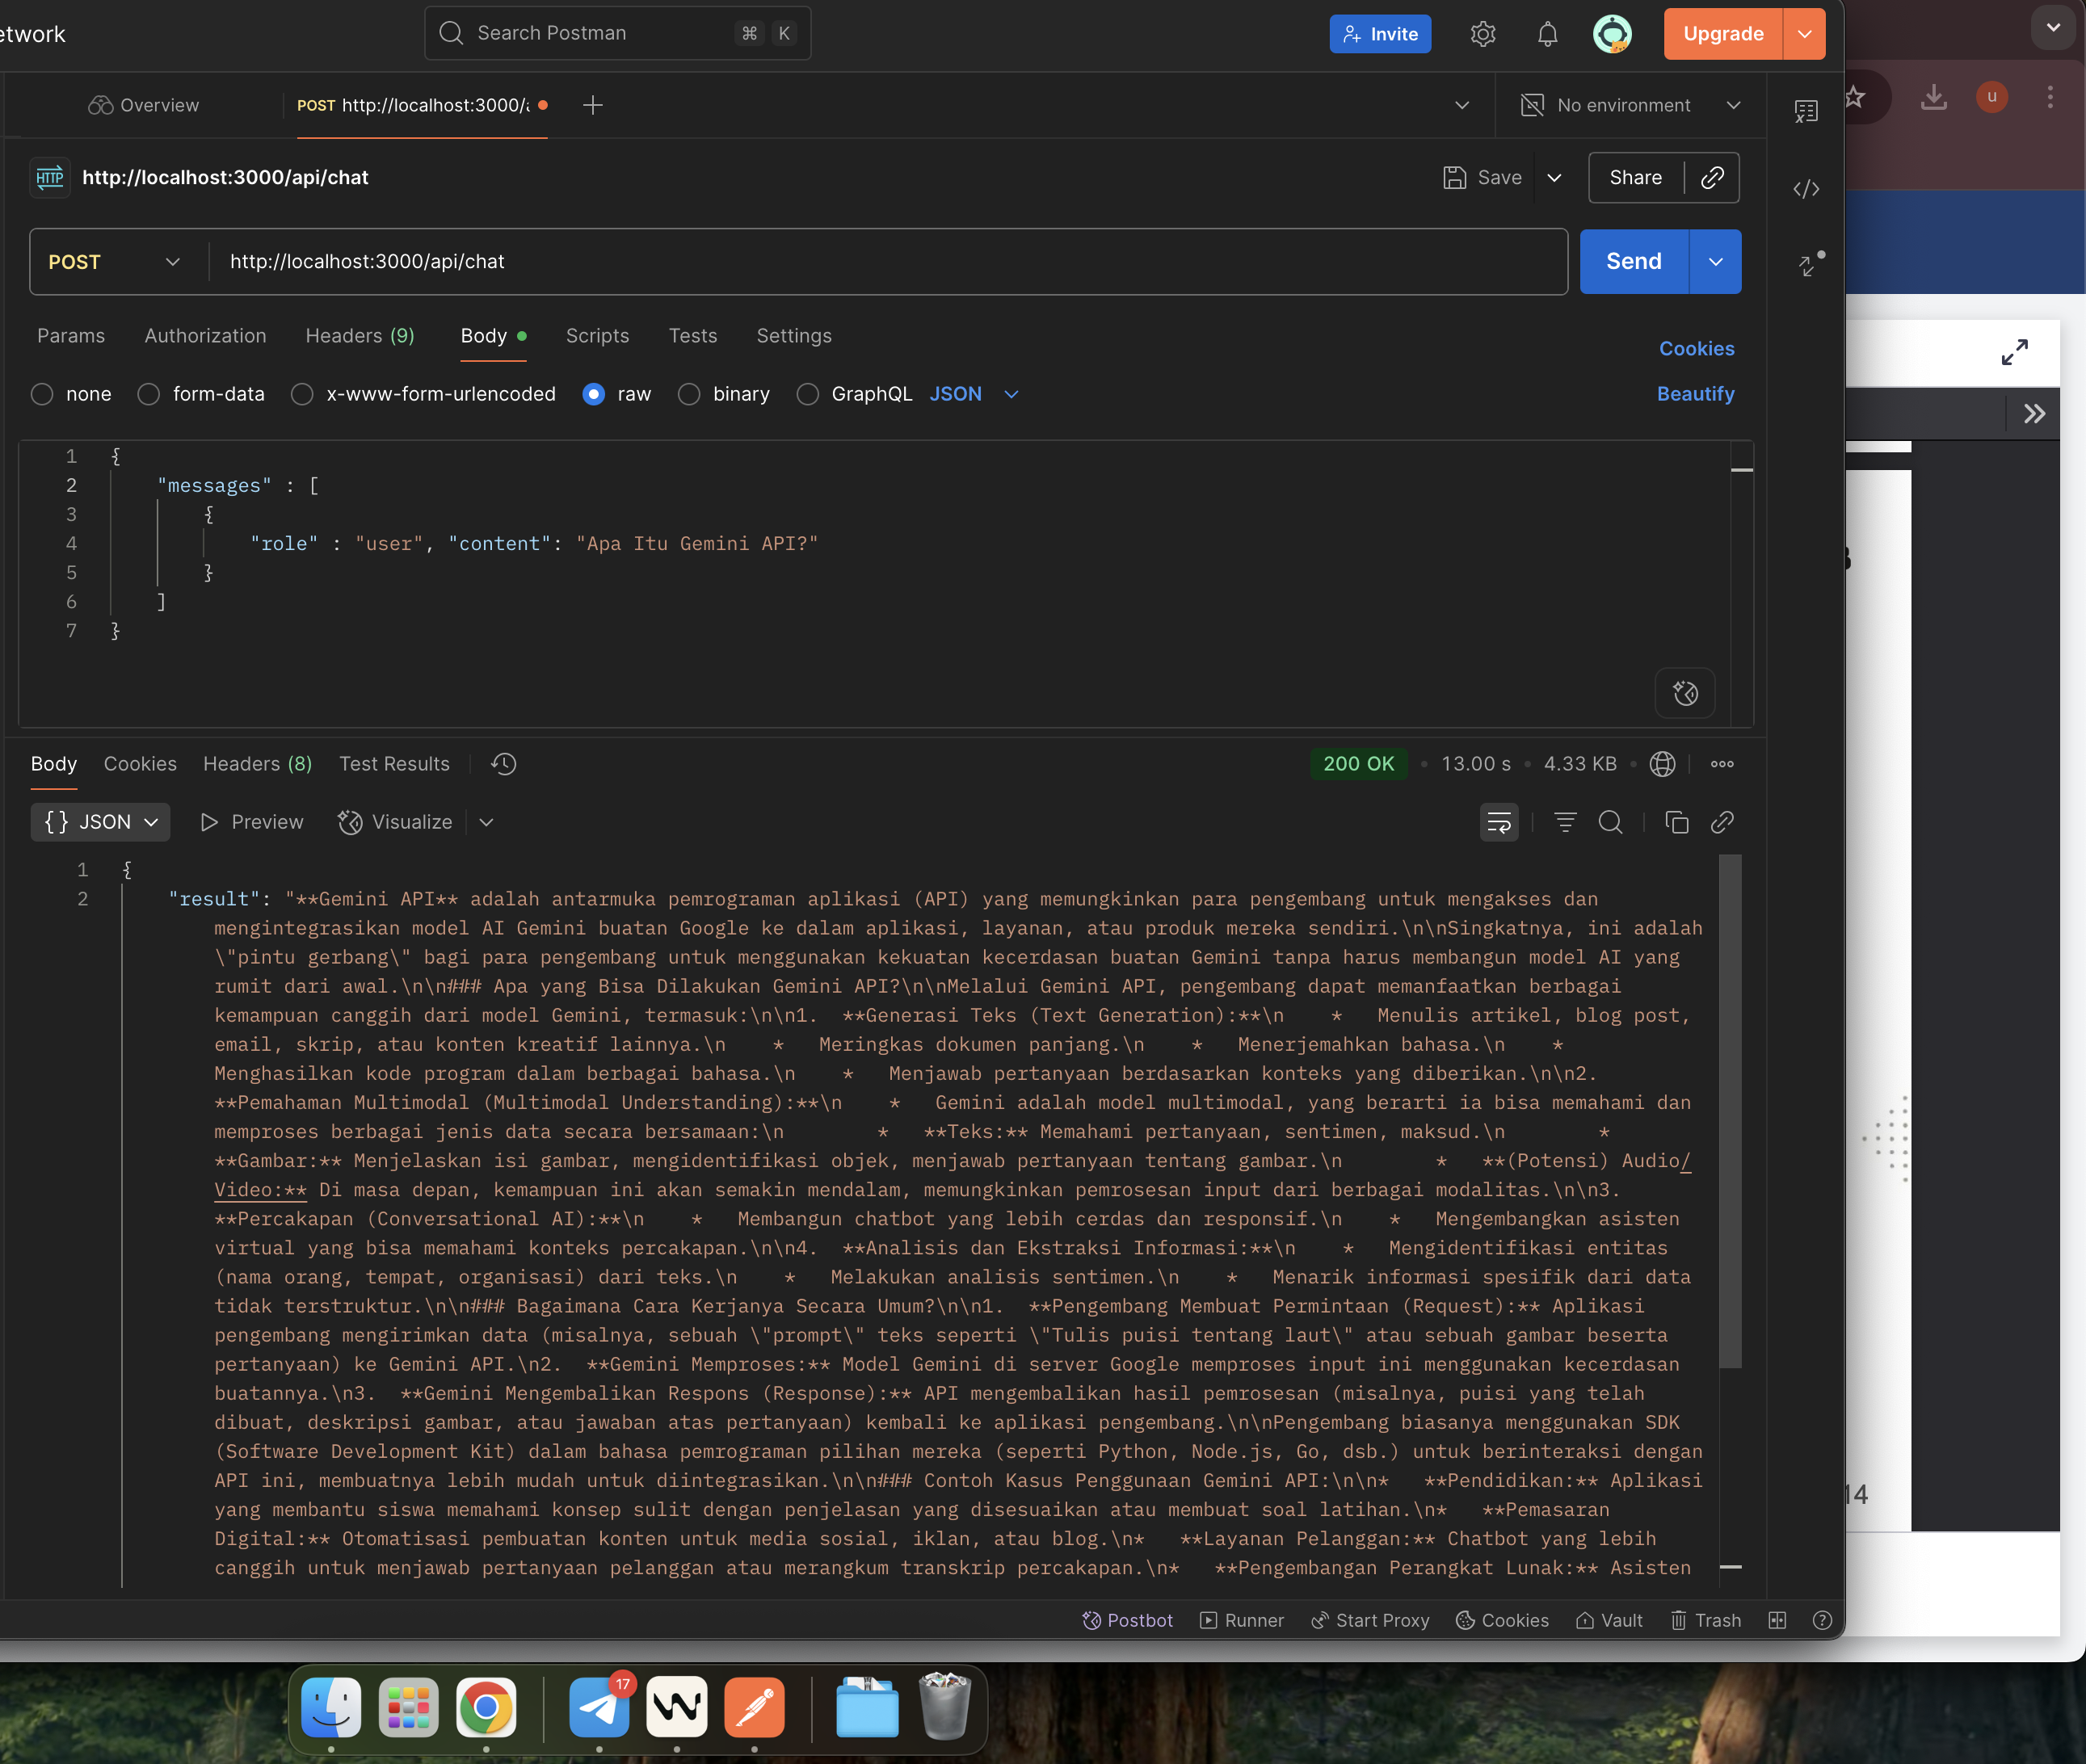 etwork
Search Postman
⌘ K
Invite
Upgrade
Overview
POST http://localhost:3000/a
No environment
u
HTTP
http://localhost:3000/api/chat
Save
Share
POST
http://localhost:3000/api/chat
Send
Params Authorization Headers (9) Body Scripts Tests Settings
Cookies
none form-data x-www-form-urlencoded raw binary GraphQL JSON
Beautify
1 {
2 "messages" : [
3 {
4 "role" : "user", "content": "Apa Itu Gemini API?"
5 }
6 ]
7 }
Body Cookies Headers (8) Test Results
200 OK • 13.00 s • 4.33 KB
{} JSON Preview Visualize
1 {
2 "result": "**Gemini API** adalah antarmuka pemrograman aplikasi (API) yang memungkinkan para pengembang untuk mengakses dan
mengintegrasikan model AI Gemini buatan Google ke dalam aplikasi, layanan, atau produk mereka sendiri.\n\nSingkatnya, ini adalah
\"pintu gerbang\" bagi para pengembang untuk menggunakan kekuatan kecerdasan buatan Gemini tanpa harus membangun model AI yang
rumit dari awal.\n\n### Apa yang Bisa Dilakukan Gemini API?\n\nMelalui Gemini API, pengembang dapat memanfaatkan berbagai
kemampuan canggih dari model Gemini, termasuk:\n\n1.  **Generasi Teks (Text Generation):**\n    *   Menulis artikel, blog post,
email, skrip, atau konten kreatif lainnya.\n    *   Meringkas dokumen panjang.\n    *   Menerjemahkan bahasa.\n    *
Menghasilkan kode program dalam berbagai bahasa.\n    *   Menjawab pertanyaan berdasarkan konteks yang diberikan.\n\n2.
**Pemahaman Multimodal (Multimodal Understanding):**\n    *   Gemini adalah model multimodal, yang berarti ia bisa memahami dan
memproses berbagai jenis data secara bersamaan:\n        *   **Teks:** Memahami pertanyaan, sentimen, maksud.\n        *
**Gambar:** Menjelaskan isi gambar, mengidentifikasi objek, menjawab pertanyaan tentang gambar.\n        *   **(Potensi) Audio/
Video:** Di masa depan, kemampuan ini akan semakin mendalam, memungkinkan pemrosesan input dari berbagai modalitas.\n\n3.
**Percakapan (Conversational AI):**\n    *   Membangun chatbot yang lebih cerdas dan responsif.\n    *   Mengembangkan asisten
virtual yang bisa memahami konteks percakapan.\n\n4.  **Analisis dan Ekstraksi Informasi:**\n    *   Mengidentifikasi entitas
(nama orang, tempat, organisasi) dari teks.\n    *   Melakukan analisis sentimen.\n    *   Menarik informasi spesifik dari data
tidak terstruktur.\n\n### Bagaimana Cara Kerjanya Secara Umum?\n\n1.  **Pengembang Membuat Permintaan (Request):** Aplikasi
pengembang mengirimkan data (misalnya, sebuah \"prompt\" teks seperti \"Tulis puisi tentang laut\" atau sebuah gambar beserta
pertanyaan) ke Gemini API.\n2.  **Gemini Memproses:** Model Gemini di server Google memproses input ini menggunakan kecerdasan
buatannya.\n3.  **Gemini Mengembalikan Respons (Response):** API mengembalikan hasil pemrosesan (misalnya, puisi yang telah
dibuat, deskripsi gambar, atau jawaban atas pertanyaan) kembali ke aplikasi pengembang.\n\nPengembang biasanya menggunakan SDK
(Software Development Kit) dalam bahasa pemrograman pilihan mereka (seperti Python, Node.js, Go, dsb.) untuk berinteraksi dengan
API ini, membuatnya lebih mudah untuk diintegrasikan.\n\n### Contoh Kasus Penggunaan Gemini API:\n\n*   **Pendidikan:** Aplikasi
yang membantu siswa memahami konsep sulit dengan penjelasan yang disesuaikan atau membuat soal latihan.\n*   **Pemasaran
Digital:** Otomatisasi pembuatan konten untuk media sosial, iklan, atau blog.\n*   **Layanan Pelanggan:** Chatbot yang lebih
canggih untuk menjawab pertanyaan pelanggan atau merangkum transkrip percakapan.\n*   **Pengembangan Perangkat Lunak:** Asisten
14
Postbot Runner Start Proxy Cookies Vault Trash
17